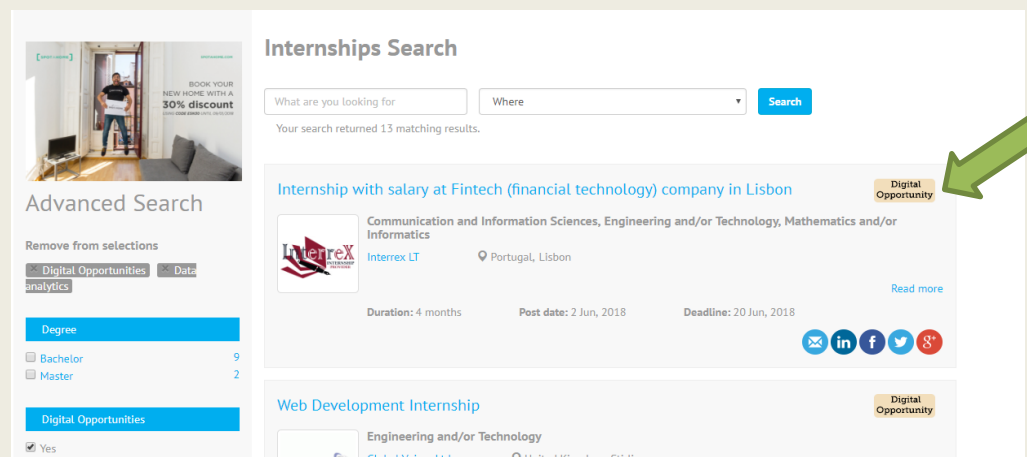 BOOK YOUR
NEW HOME WITH A
30% discount
Advanced Search
Remove from selections
× Digital Opportunities × Data
analytics
Degree
Bachelor 9
Master 2
Digital Opportunities
Yes
Internships Search
What are you looking for Where Search
Your search returned 13 matching results.
Internship with salary at Fintech (financial technology) company in Lisbon
Digital
Opportunity
Communication and Information Sciences, Engineering and/or Technology, Mathematics and/or
Informatics
InterreX
Interrex LT Portugal, Lisbon
Read more
Duration: 4 months Post date: 2 Jun, 2018 Deadline: 20 Jun, 2018
Web Development Internship
Digital
Opportunity
Engineering and/or Technology